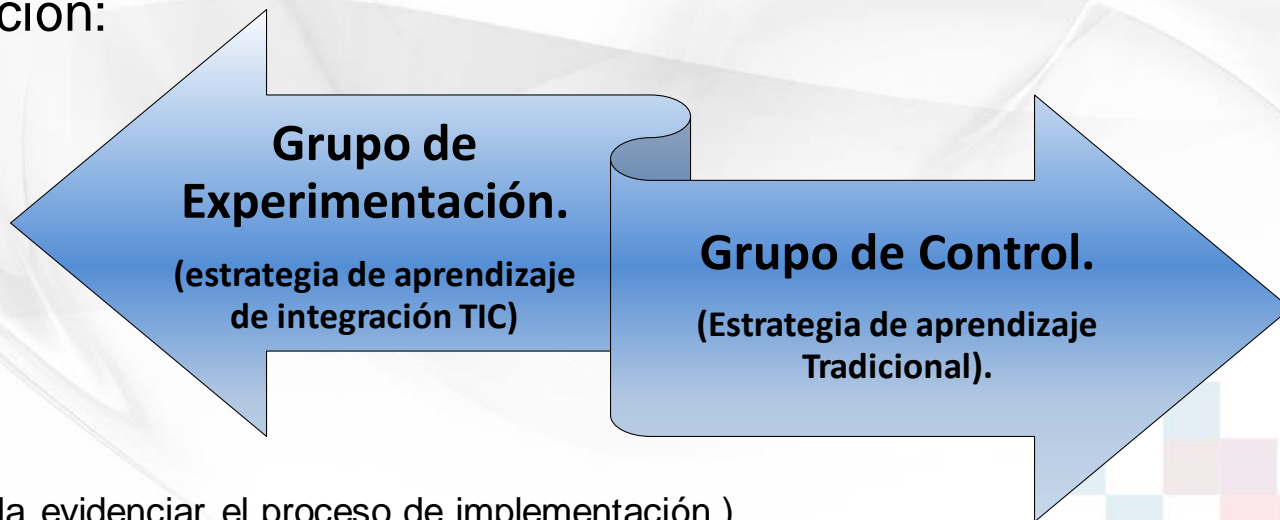 ción:
Grupo de
Experimentación.
(estrategia de aprendizaje
de integración TIC)
Grupo de Control.
(Estrategia de aprendizaje
Tradicional).
da evidenciar el proceso de implementación )